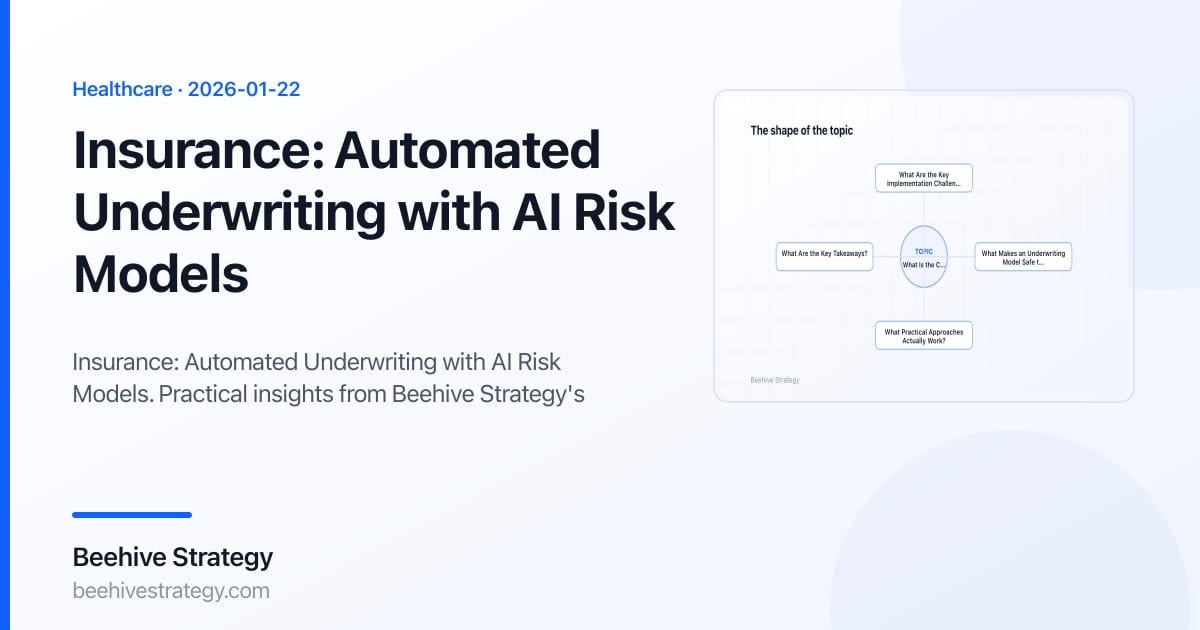 Healthcare · 2026-01-22
Insurance: Automated
Underwriting with AI Risk
Models
Insurance: Automated Underwriting with AI Risk
Models. Practical insights from Beehive Strategy's
Beehive Strategy
beehivestrategy.com
The shape of the topic
What Are the Key
Implementation Challen...
What Are the Key Takeaways?
TOPIC
What Is the C...
What Makes an Underwriting
Model Safe t...
What Practical Approaches
Actually Work?
Beehive Strategy